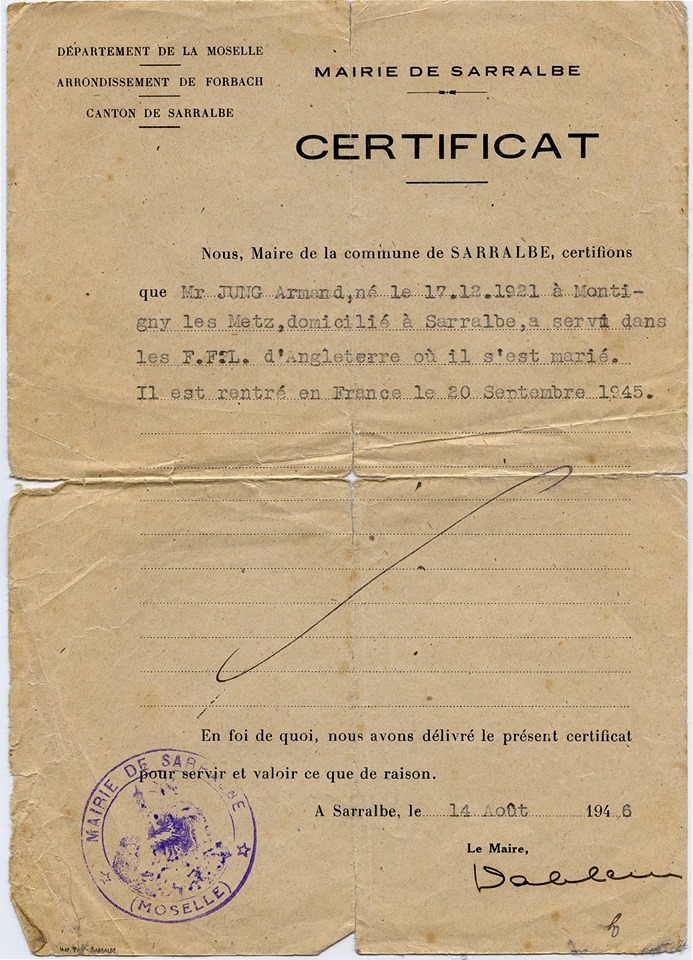 DÉPARTEMENT DE LA MOSELLE
ARRONDISSEMENT DE FORBACH
CANTON DE SARRALBE
MAIRIE DE SARRALBE
CERTIFICAT
Nous, Maire de la commune de SARRALBE, certifions
que Mr JUNG Armand,né le 17.12.1921 à Monti-
gny les Metz,domicilié à Sarralbe,a servi dans
les F.F.L. d'Angleterre où il s'est marié.
Il est rentré en France le 20 Septembre 1945.
En foi de quoi, nous avons délivré le présent certificat
pour servir et valoir ce que de raison.
A Sarralbe, le 14 Août 1946
Le Maire,
MAIRIE DE SARRALBE
(MOSELLE)
SARRALBE